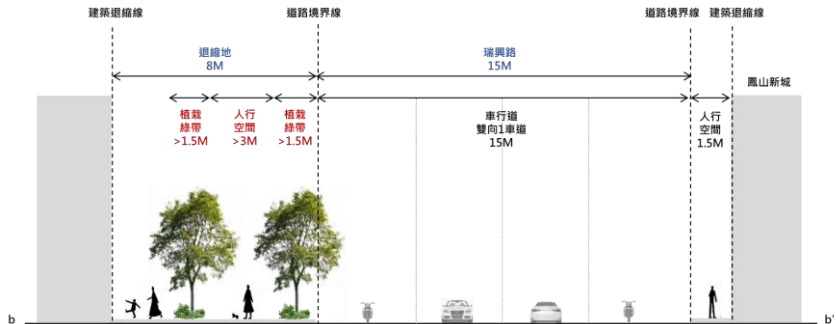 建築退縮線
道路境界線
道路境界線
建築退縮線
退縮地
8M
瑞興路
15M
鳳山新城
植栽
綠帶
>1.5M
人行
空間
>3M
植栽
綠帶
>1.5M
車行道
雙向1車道
15M
人行
空間
1.5M
b
b'